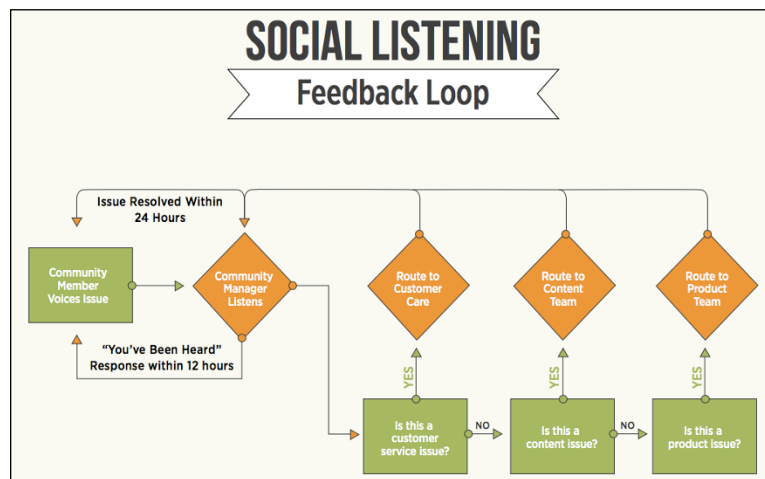 SOCIAL LISTENING
Feedback Loop
Issue Resolved Within
24 Hours
Community
Member
Voices Issue
Community
Manager
Listens
Route to
Customer
Care
Route to
Content
Team
Route to
Product
Team
“You’ve Been Heard”
Response within 12 hours
YES
YES
YES
Is this a
customer
service issue?
NO
Is this a
content issue?
NO
Is this a
product issue?